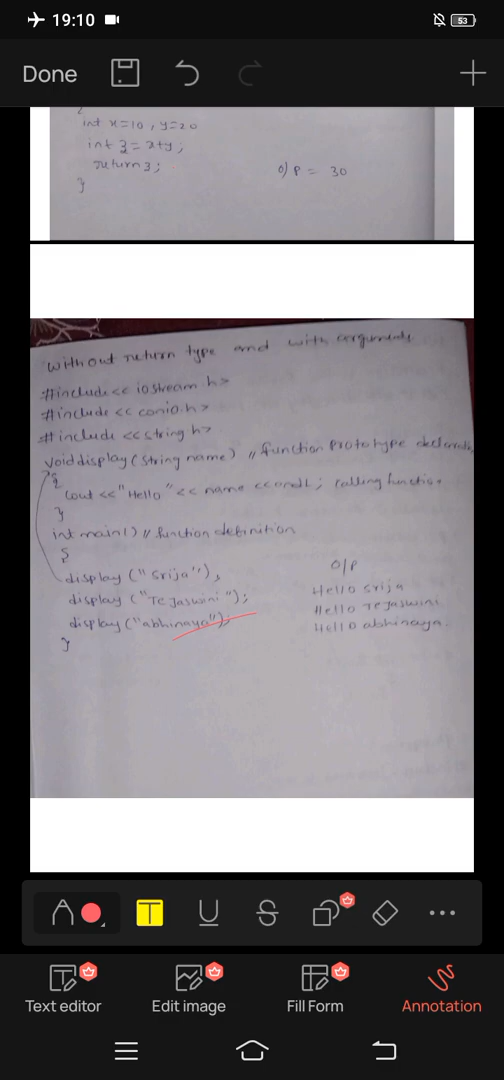 19:10
53
Done
int x=10, y=20
int z=x+y;
return z;
}
O/P = 30
without return type and with arguments
#include<< iostream.h>
#include << conio.h>
#include <<string h>
void display (string name) // function prototype declaration
{
cout <<"Hello "<< name <<endl; calling function
}
int main() // function definition
{
display ("Srija"),
display ("Tejaswini");
display ("abhinaya");
}
O/P
Hello srija
Hello Tejaswini
Hello abhinaya.
Text editor
Edit image
Fill Form
Annotation